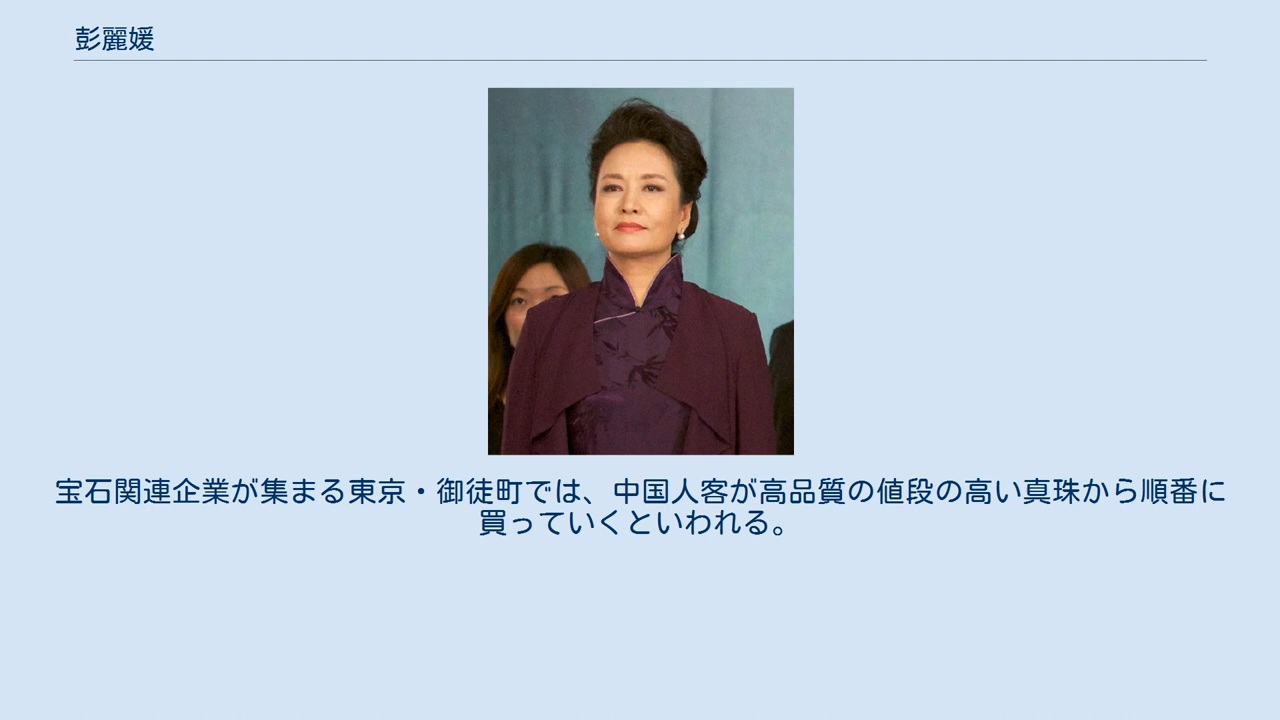 彭麗媛
宝石関連企業が集まる東京・御徒町では、中国人客が高品質の値段の高い真珠から順番に
買っていくといわれる。